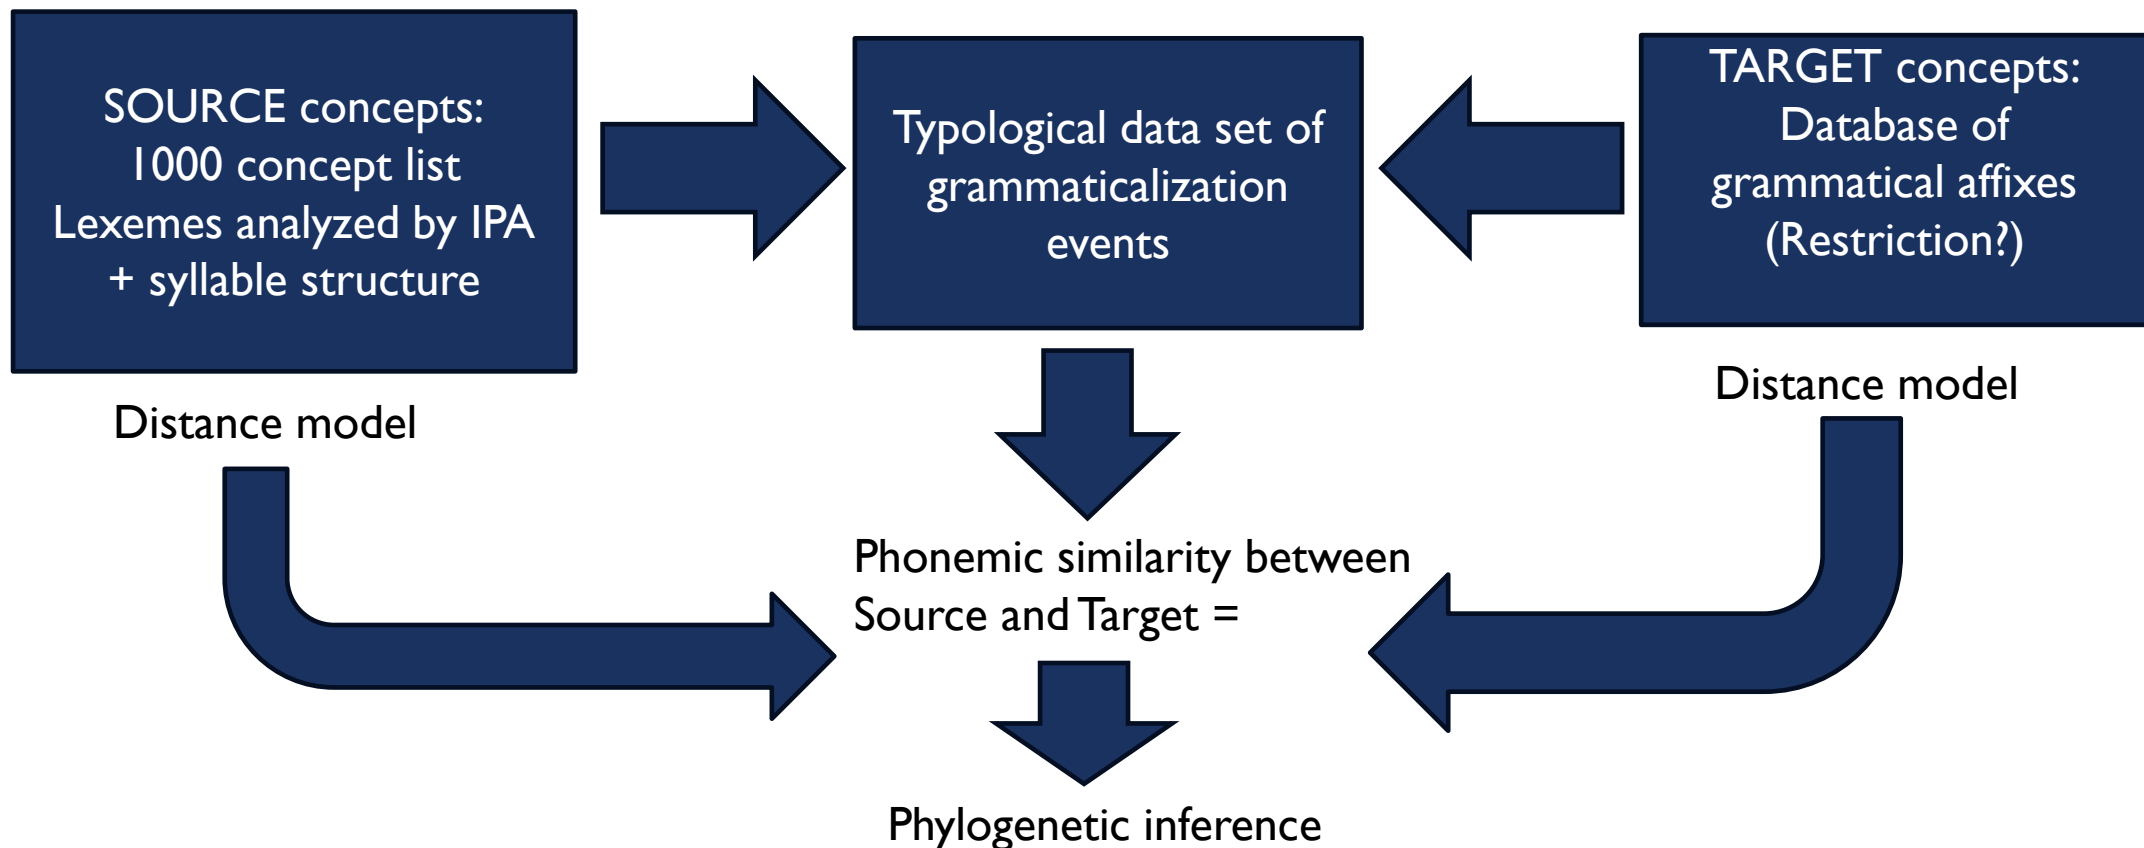 SOURCE concepts:
1000 concept list
Lexemes analyzed by IPA
+ syllable structure
Typological data set of
grammaticalization
events
TARGET concepts:
Database of
grammatical affixes
(Restriction?)
Distance model
Distance model
Phonemic similarity between
Source and Target =
Phylogenetic inference